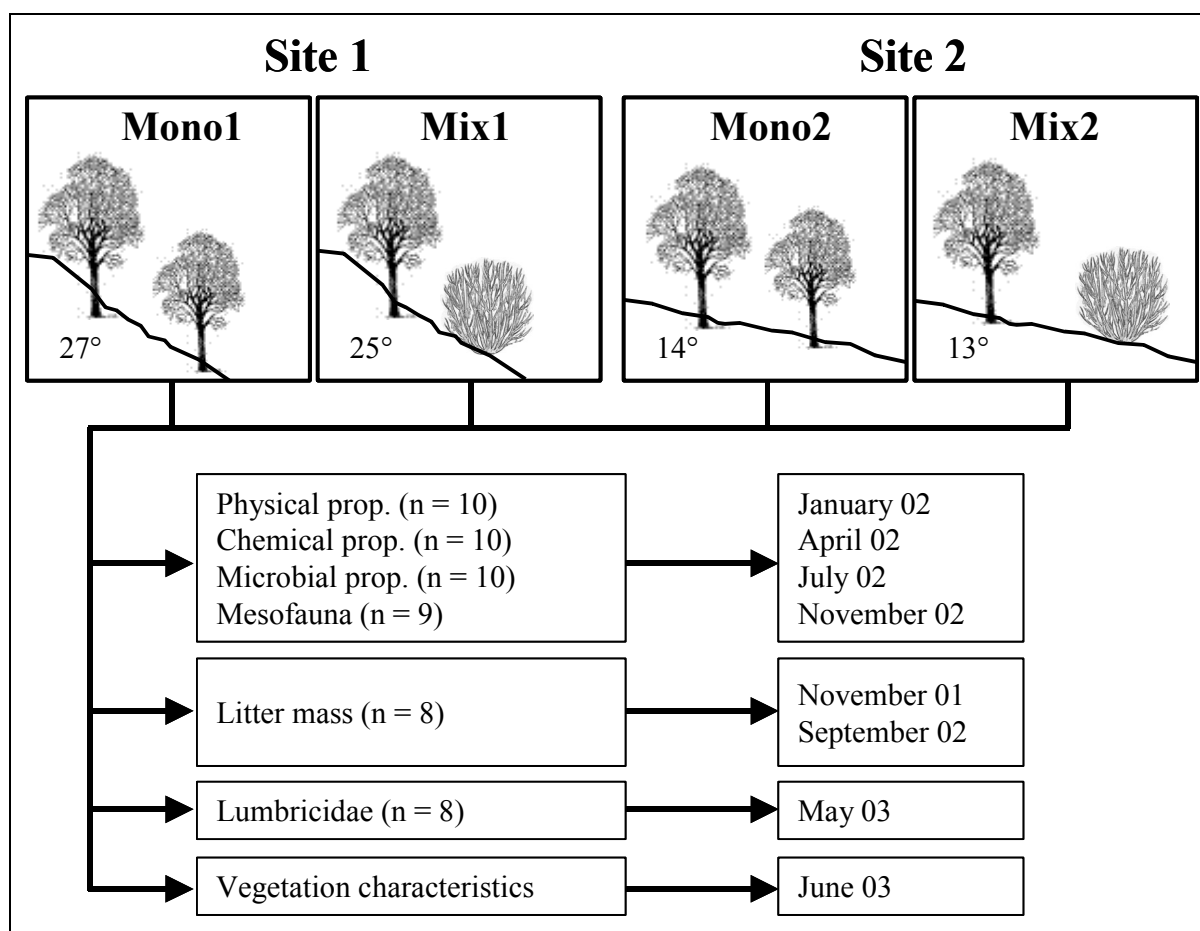 Site 1
Site 2
Mono1
Mix1
Mono2
Mix2
27°
25°
14°
13°
Physical prop. (n = 10)
Chemical prop. (n = 10)
Microbial prop. (n = 10)
Mesofauna (n = 9)
January 02
April 02
July 02
November 02
Litter mass (n = 8)
November 01
September 02
Lumbricidae (n = 8)
May 03
Vegetation characteristics
June 03